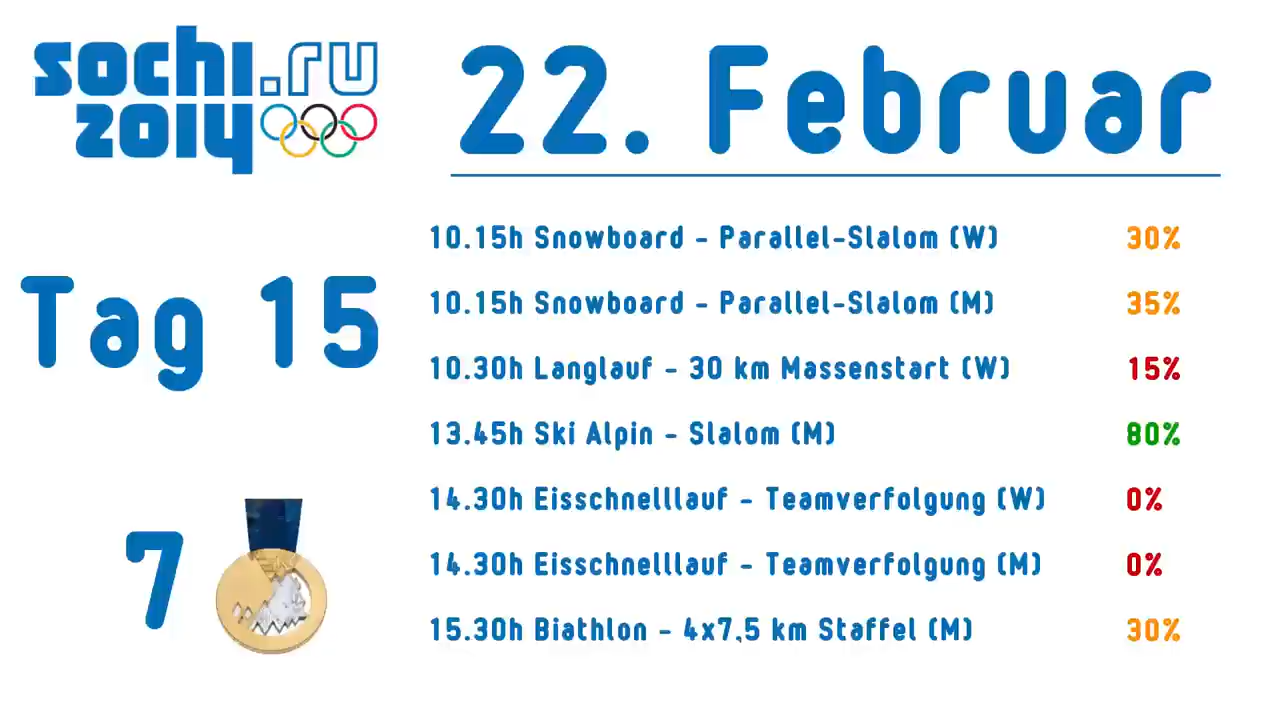 sochi.ru
2014
22. Februar
Tag 15
7
10.15h Snowboard - Parallel-Slalom (W) 30%
10.15h Snowboard - Parallel-Slalom (M) 35%
10.30h Langlauf - 30 km Massenstart (W) 15%
13.45h Ski Alpin - Slalom (M) 80%
14.30h Eisschnelllauf - Teamverfolgung (W) 0%
14.30h Eisschnelllauf - Teamverfolgung (M) 0%
15.30h Biathlon - 4x7,5 km Staffel (M) 30%